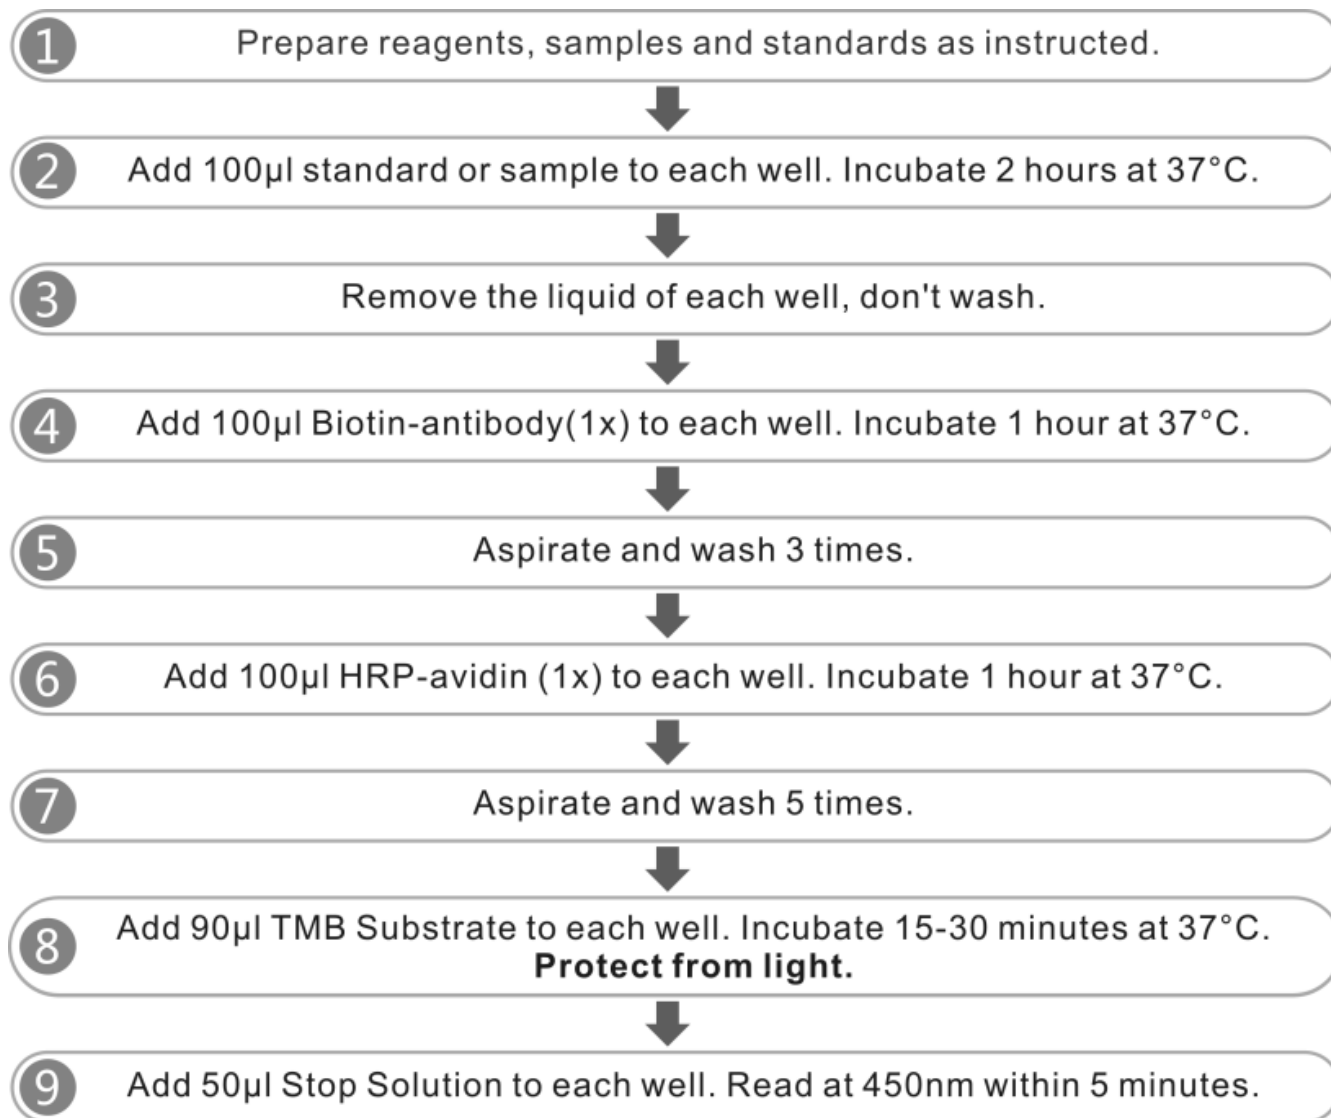 1 Prepare reagents, samples and standards as instructed.
2 Add 100µl standard or sample to each well. Incubate 2 hours at 37°C.
3 Remove the liquid of each well, don't wash.
4 Add 100µl Biotin-antibody(1x) to each well. Incubate 1 hour at 37°C.
5 Aspirate and wash 3 times.
6 Add 100µl HRP-avidin (1x) to each well. Incubate 1 hour at 37°C.
7 Aspirate and wash 5 times.
8 Add 90µl TMB Substrate to each well. Incubate 15-30 minutes at 37°C.
Protect from light.
9 Add 50µl Stop Solution to each well. Read at 450nm within 5 minutes.